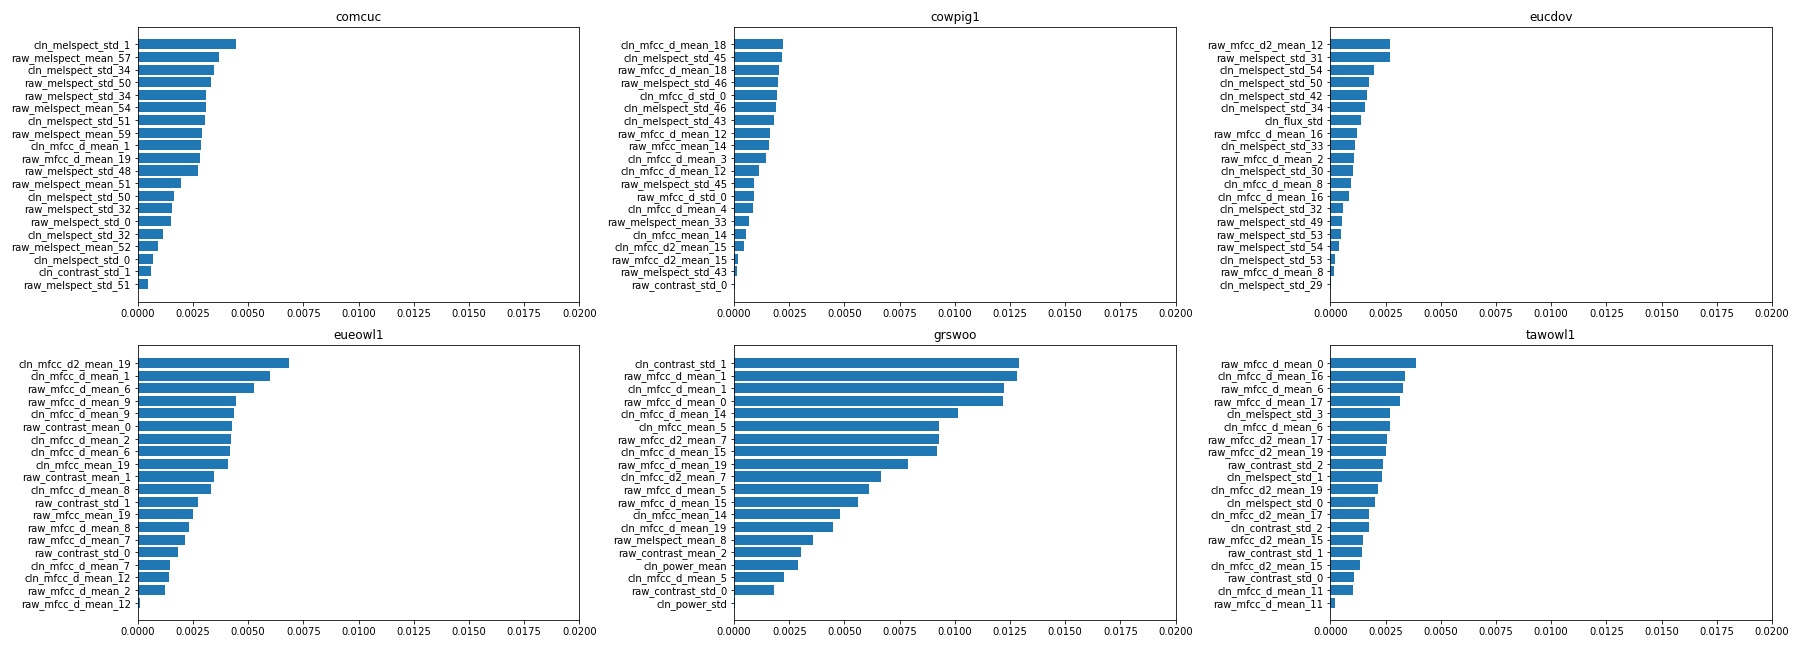 comcuc
cln_melspect_std_1
raw_melspect_mean_57
cln_melspect_std_34
raw_melspect_std_50
raw_melspect_std_34
raw_melspect_mean_54
cln_melspect_std_51
raw_melspect_mean_59
cln_mfcc_d_mean_1
raw_mfcc_d_mean_19
raw_melspect_std_48
raw_melspect_mean_51
cln_melspect_std_50
raw_melspect_std_32
raw_melspect_std_0
cln_melspect_std_32
raw_melspect_mean_52
cln_melspect_std_0
cln_contrast_std_1
raw_melspect_std_51
0.0000 0.0025 0.0050 0.0075 0.0100 0.0125 0.0150 0.0175 0.0200
cowpig1
cln_mfcc_d_mean_18
cln_melspect_std_45
raw_mfcc_d_mean_18
raw_melspect_std_46
cln_mfcc_d_std_0
cln_melspect_std_46
cln_melspect_std_43
raw_mfcc_d_mean_12
raw_mfcc_mean_14
cln_mfcc_d_mean_3
cln_mfcc_d_mean_12
raw_melspect_std_45
raw_mfcc_d_std_0
cln_mfcc_d_mean_4
raw_melspect_mean_33
cln_mfcc_mean_14
cln_mfcc_d2_mean_15
raw_mfcc_d2_mean_15
raw_melspect_std_43
raw_contrast_std_0
0.0000 0.0025 0.0050 0.0075 0.0100 0.0125 0.0150 0.0175 0.0200
eucdov
raw_mfcc_d2_mean_12
raw_melspect_std_31
cln_melspect_std_54
cln_melspect_std_50
cln_melspect_std_42
cln_melspect_std_34
cln_flux_std
raw_mfcc_d_mean_16
cln_melspect_std_33
raw_mfcc_d_mean_2
cln_melspect_std_30
cln_mfcc_d_mean_8
cln_mfcc_d_mean_16
cln_melspect_std_32
raw_melspect_std_49
raw_melspect_std_53
raw_melspect_std_54
cln_melspect_std_53
raw_mfcc_d_mean_8
cln_melspect_std_29
0.0000 0.0025 0.0050 0.0075 0.0100 0.0125 0.0150 0.0175 0.0200
eueowl1
cln_mfcc_d2_mean_19
cln_mfcc_d_mean_1
raw_mfcc_d_mean_6
raw_mfcc_d_mean_9
cln_mfcc_d_mean_9
raw_contrast_mean_0
cln_mfcc_d_mean_2
cln_mfcc_d_mean_6
cln_mfcc_mean_19
raw_contrast_mean_1
cln_mfcc_d_mean_8
raw_contrast_std_1
raw_mfcc_mean_19
raw_mfcc_d_mean_8
raw_mfcc_d_mean_7
raw_contrast_std_0
cln_mfcc_d_mean_7
cln_mfcc_d_mean_12
raw_mfcc_d_mean_2
raw_mfcc_d_mean_12
0.0000 0.0025 0.0050 0.0075 0.0100 0.0125 0.0150 0.0175 0.0200
grswoo
cln_contrast_std_1
raw_mfcc_d_mean_1
cln_mfcc_d_mean_1
raw_mfcc_d_mean_0
cln_mfcc_d_mean_14
cln_mfcc_mean_5
raw_mfcc_d2_mean_7
cln_mfcc_d_mean_15
raw_mfcc_d_mean_19
cln_mfcc_d2_mean_7
raw_mfcc_d_mean_5
raw_mfcc_d_mean_15
cln_mfcc_mean_14
cln_mfcc_d_mean_19
raw_melspect_mean_8
raw_contrast_mean_2
cln_power_mean
cln_mfcc_d_mean_5
raw_contrast_std_0
cln_power_std
0.0000 0.0025 0.0050 0.0075 0.0100 0.0125 0.0150 0.0175 0.0200
tawowl1
raw_mfcc_d_mean_0
cln_mfcc_d_mean_16
raw_mfcc_d_mean_6
raw_mfcc_d_mean_17
cln_melspect_std_3
cln_mfcc_d_mean_6
raw_mfcc_d2_mean_17
raw_mfcc_d2_mean_19
raw_contrast_std_2
cln_melspect_std_1
cln_mfcc_d2_mean_19
cln_melspect_std_0
cln_mfcc_d2_mean_17
cln_contrast_std_2
raw_mfcc_d2_mean_15
raw_contrast_std_1
cln_mfcc_d2_mean_15
raw_contrast_std_0
cln_mfcc_d_mean_11
raw_mfcc_d_mean_11
0.0000 0.0025 0.0050 0.0075 0.0100 0.0125 0.0150 0.0175 0.0200